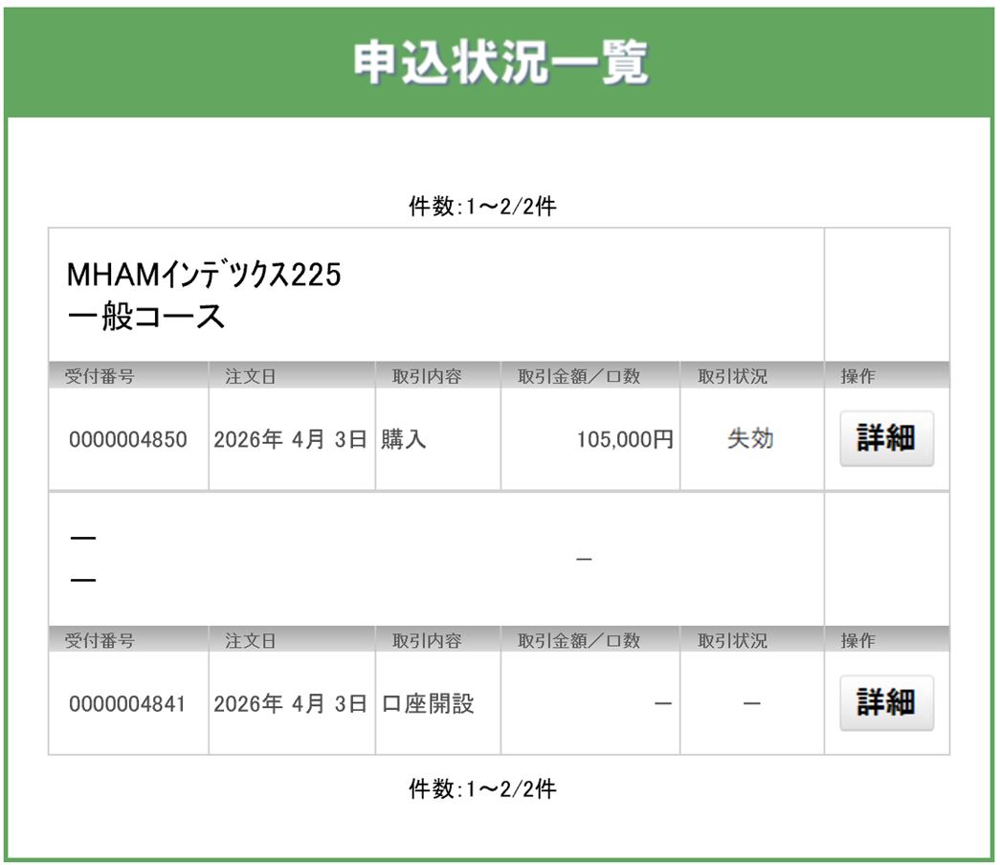 申込状況一覧
件数:1～2/2件
MHAMｲﾝﾃﾞｯｸｽ225
一般コース
受付番号 注文日 取引内容 取引金額／口数 取引状況 操作
0000004850 2026年 4月 3日 購入 105,000円 失効 詳細
―
― ―
受付番号 注文日 取引内容 取引金額／口数 取引状況 操作
0000004841 2026年 4月 3日 口座開設 ― ― 詳細
件数:1～2/2件